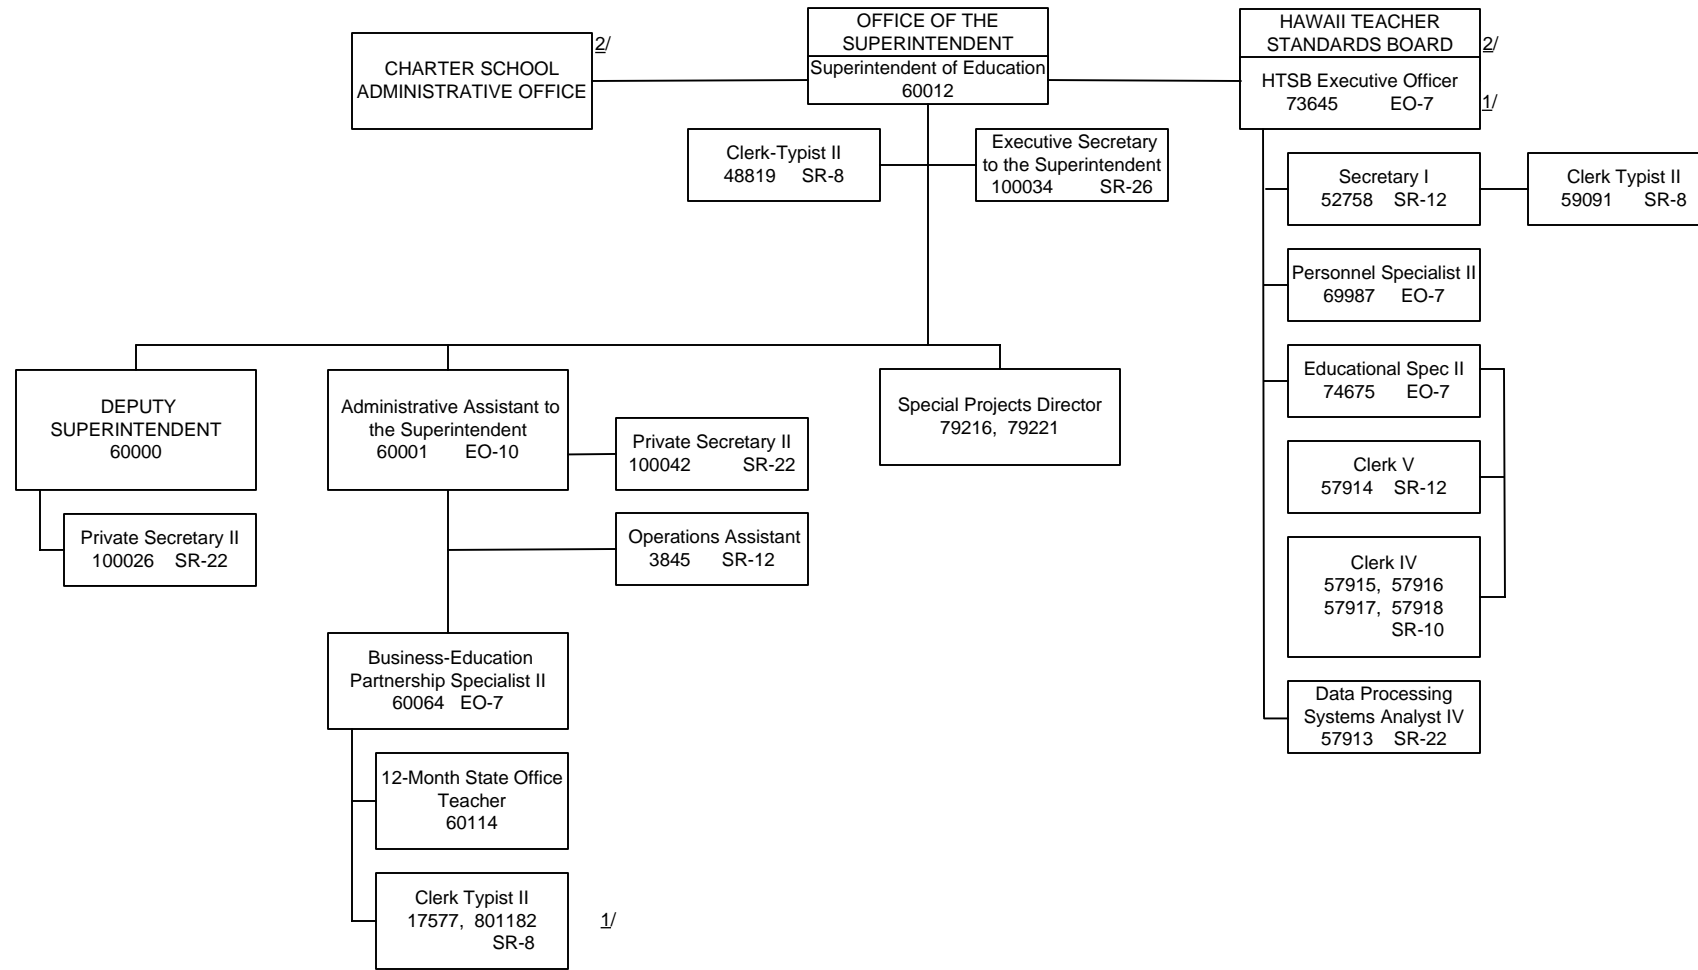 CHARTER SCHOOL
ADMINISTRATIVE OFFICE
2/
OFFICE OF THE
SUPERINTENDENT
Superintendent of Education
60012
HAWAII TEACHER
STANDARDS BOARD
2/
HTSB Executive Officer
73645 EO-7
1/
Clerk-Typist II
48819 SR-8
Executive Secretary
to the Superintendent
100034 SR-26
Secretary I
52758 SR-12
Clerk Typist II
59091 SR-8
Personnel Specialist II
69987 EO-7
Educational Spec II
74675 EO-7
Clerk V
57914 SR-12
Clerk IV
57915, 57916
57917, 57918
SR-10
Data Processing
Systems Analyst IV
57913 SR-22
DEPUTY
SUPERINTENDENT
60000
Private Secretary II
100026 SR-22
Administrative Assistant to
the Superintendent
60001 EO-10
Private Secretary II
100042 SR-22
Operations Assistant
3845 SR-12
Special Projects Director
79216, 79221
Business-Education
Partnership Specialist II
60064 EO-7
12-Month State Office
Teacher
60114
Clerk Typist II
17577, 801182
SR-8
1/